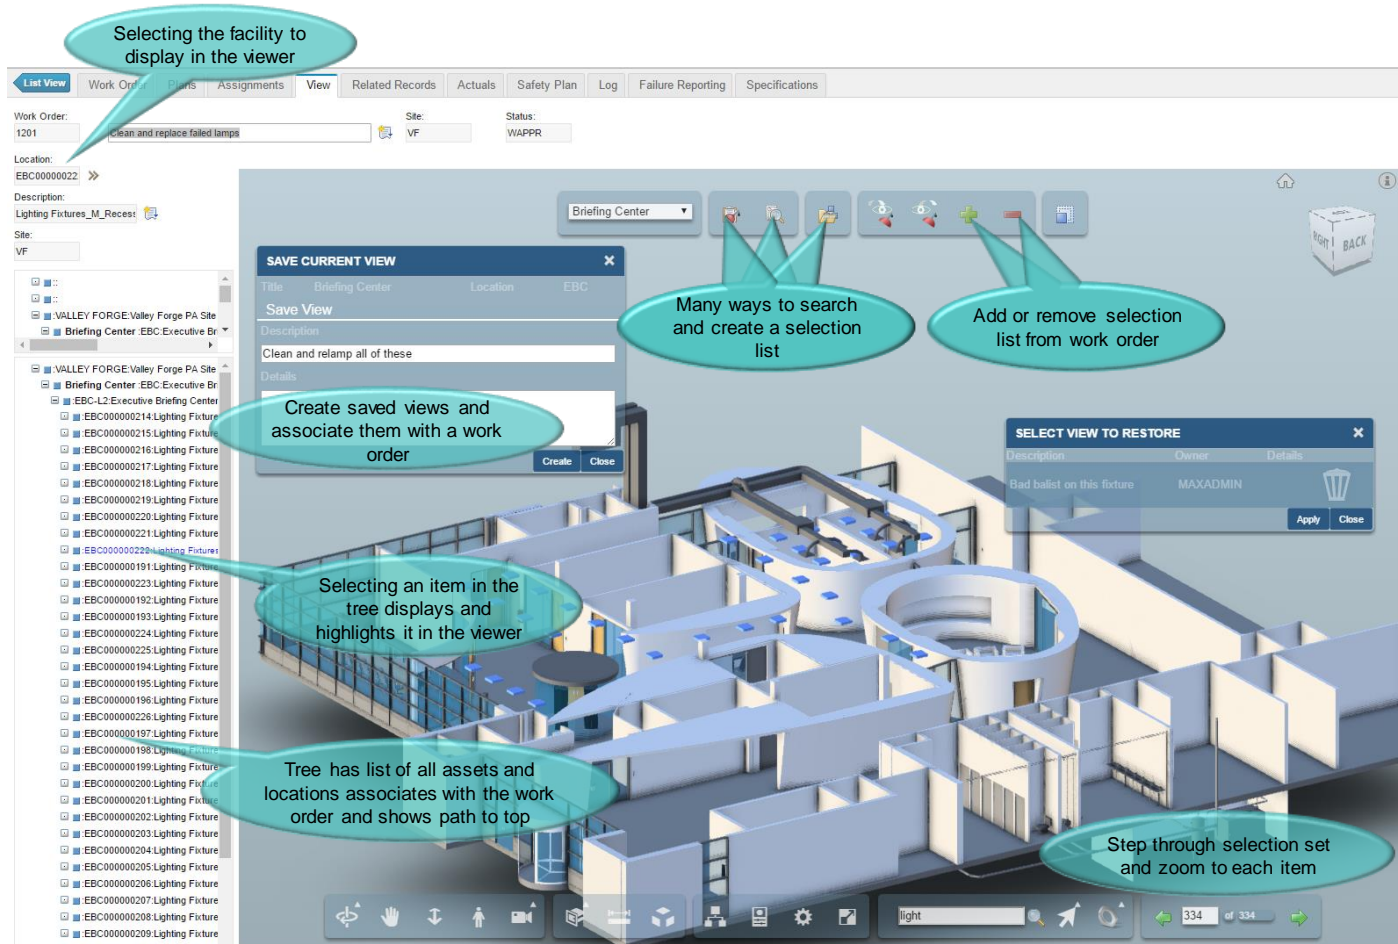 Selecting the facility to
display in the viewer
List View
Work Order
Plans
Assignments
View
Related Records
Actuals
Safety Plan
Log
Failure Reporting
Specifications
Work Order:
1201
Clean and replace failed lamps
Site:
VF
Status:
WAPPR
Location:
EBC00000022
Description:
Lighting Fixtures_M_Recess
Site:
VF
::
::
:VALLEY FORGE:Valley Forge PA Site
Briefing Center :EBC:Executive Br
:VALLEY FORGE:Valley Forge PA Site
Briefing Center :EBC:Executive Br
:EBC-L2:Executive Briefing Center
:EBC000000214:Lighting Fixture
:EBC000000215:Lighting Fixture
:EBC000000216:Lighting Fixture
:EBC000000217:Lighting Fixture
:EBC000000218:Lighting Fixture
:EBC000000219:Lighting Fixture
:EBC000000220:Lighting Fixture
:EBC000000221:Lighting Fixture
:EBC000000222:Lighting Fixtures
:EBC000000191:Lighting Fixture
:EBC000000223:Lighting Fixture
:EBC000000192:Lighting Fixture
:EBC000000193:Lighting Fixture
:EBC000000224:Lighting Fixture
:EBC000000225:Lighting Fixture
:EBC000000194:Lighting Fixture
:EBC000000195:Lighting Fixture
:EBC000000196:Lighting Fixture
:EBC000000226:Lighting Fixture
:EBC000000197:Lighting Fixture
:EBC000000198:Lighting Fixture
:EBC000000199:Lighting Fixture
:EBC000000200:Lighting Fixture
:EBC000000201:Lighting Fixture
:EBC000000202:Lighting Fixture
:EBC000000203:Lighting Fixture
:EBC000000204:Lighting Fixture
:EBC000000205:Lighting Fixture
:EBC000000206:Lighting Fixture
:EBC000000207:Lighting Fixture
:EBC000000208:Lighting Fixture
:EBC000000209:Lighting Fixture
Briefing Center
RIGHT
BACK
SAVE CURRENT VIEW
Title Briefing Center Location EBC
Save View
Description
Clean and relamp all of these
Details
Create Close
Create saved views and
associate them with a work
order
Many ways to search
and create a selection
list
Add or remove selection
list from work order
SELECT VIEW TO RESTORE
Description Owner Details
Bad balist on this fixture MAXADMIN
Apply Close
Selecting an item in the
tree displays and
highlights it in the viewer
Tree has list of all assets and
locations associates with the work
order and shows path to top
Step through selection set
and zoom to each item
light
334 of 334